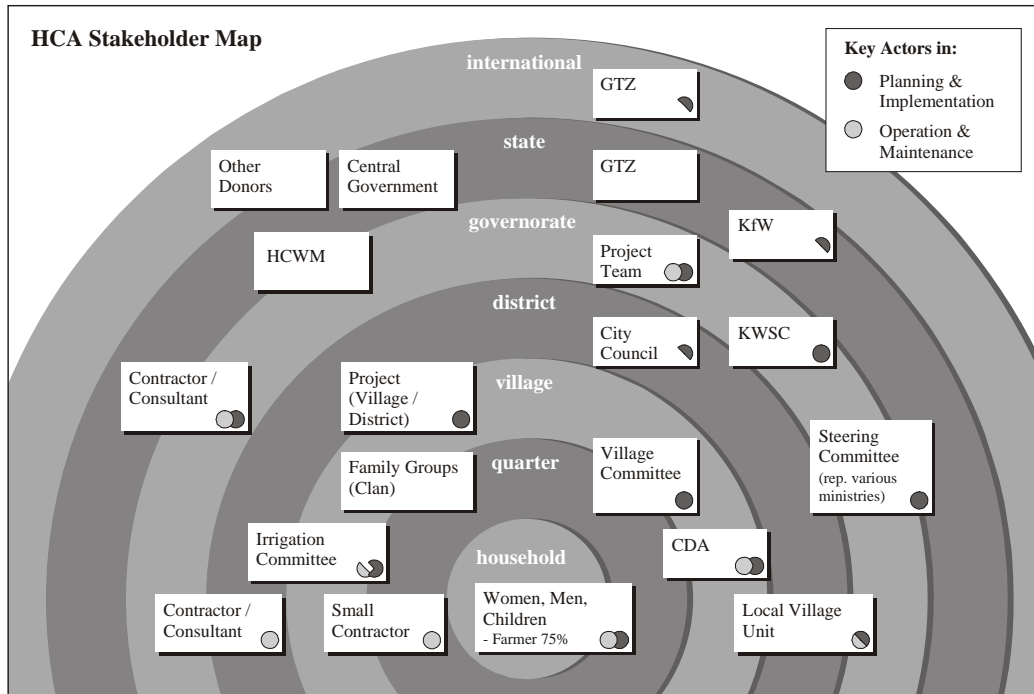 HCA Stakeholder Map
Key Actors in:
Planning &
Implementation
Operation &
Maintenance
international
GTZ
state
Other
Donors
Central
Government
GTZ
governorate
KfW
HCWM
Project
Team
district
City
Council
KWSC
village
Contractor /
Consultant
Project
(Village /
District)
Steering
Committee
(rep. various
ministries)
quarter
Family Groups
(Clan)
Village
Committee
Irrigation
Committee
household
CDA
Contractor /
Consultant
Small
Contractor
Women, Men,
Children
- Farmer 75%
Local Village
Unit